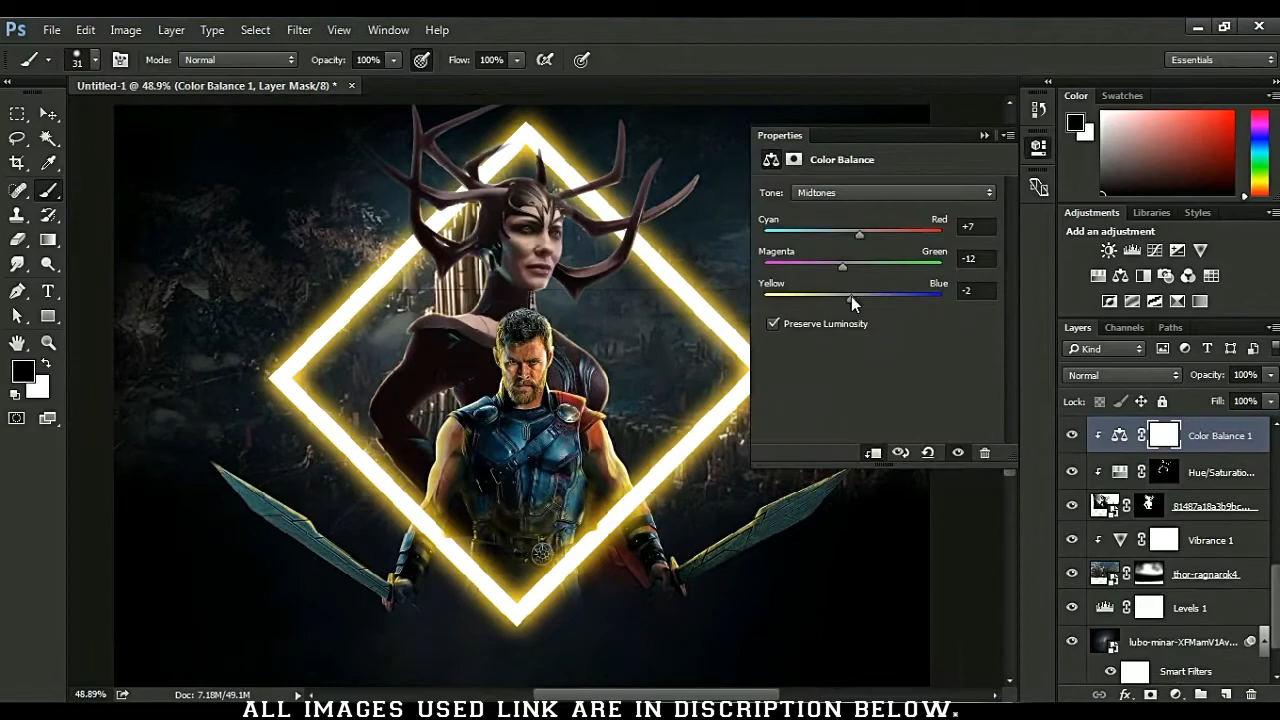 Ps File Edit Image Layer Type Select Filter 3D View Window Help
31 Mode: Normal Opacity: 100% Flow: 100% Essentials
Untitled-1 @ 48.9% (Color Balance 1, Layer Mask/8) * ×
Color Swatches
Properties
Color Balance
Tone: Midtones
Cyan Red +7
Magenta Green -12
Yellow Blue -2
Preserve Luminosity
Adjustments Libraries Styles
Add an adjustment
Layers Channels Paths
Kind
Normal Opacity: 100%
Lock: Fill: 100%
Color Balance 1
Hue/Saturatio...
81487a18a3b9bc...
Vibrance 1
thor-ragnarok4
Levels 1
lubo-minar-XFMamV1Av...
Smart Filters
48.89% Doc: 7.18M/49.1M
ALL IMAGES USED LINK ARE IN DISCRIPTION BELOW.